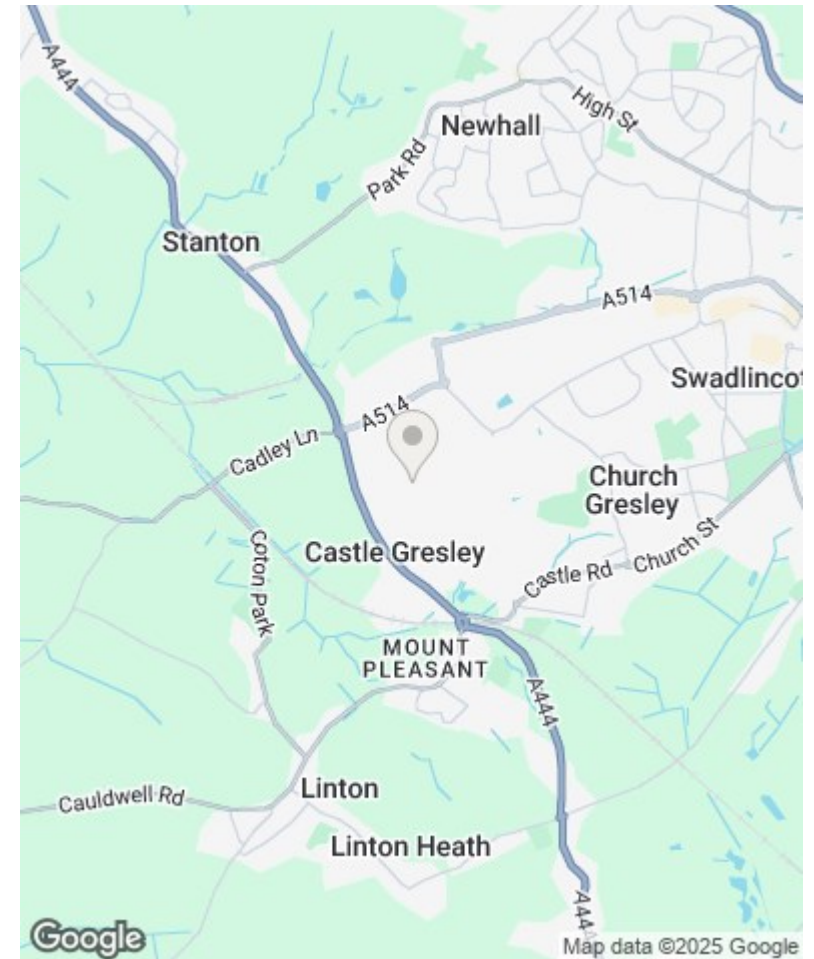 A444
High St
Newhall
Park Rd
Stanton
A514
Swadlincot
A514
Cadley Ln
Church
Gresley
Coton Park
Castle Gresley
Castle Rd
Church St
MOUNT
PLEASANT
A444
Linton
Cauldwell Rd
Linton Heath
A444
Google
Map data ©2025 Google